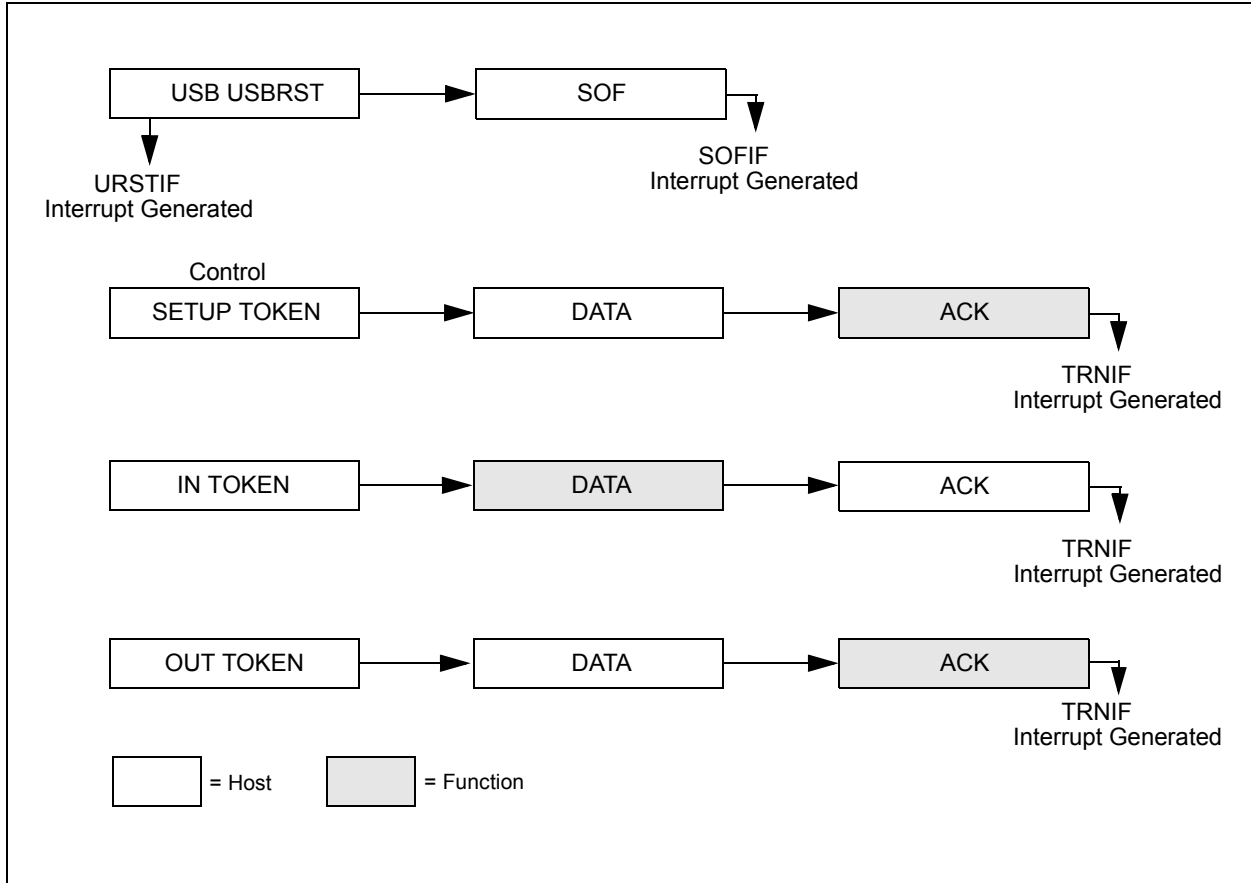 USB USBRST
SOF
URSTIF
Interrupt Generated
SOFIF
Interrupt Generated
Control
SETUP TOKEN
DATA
ACK
TRNIF
Interrupt Generated
IN TOKEN
DATA
ACK
TRNIF
Interrupt Generated
OUT TOKEN
DATA
ACK
TRNIF
Interrupt Generated
= Host
= Function